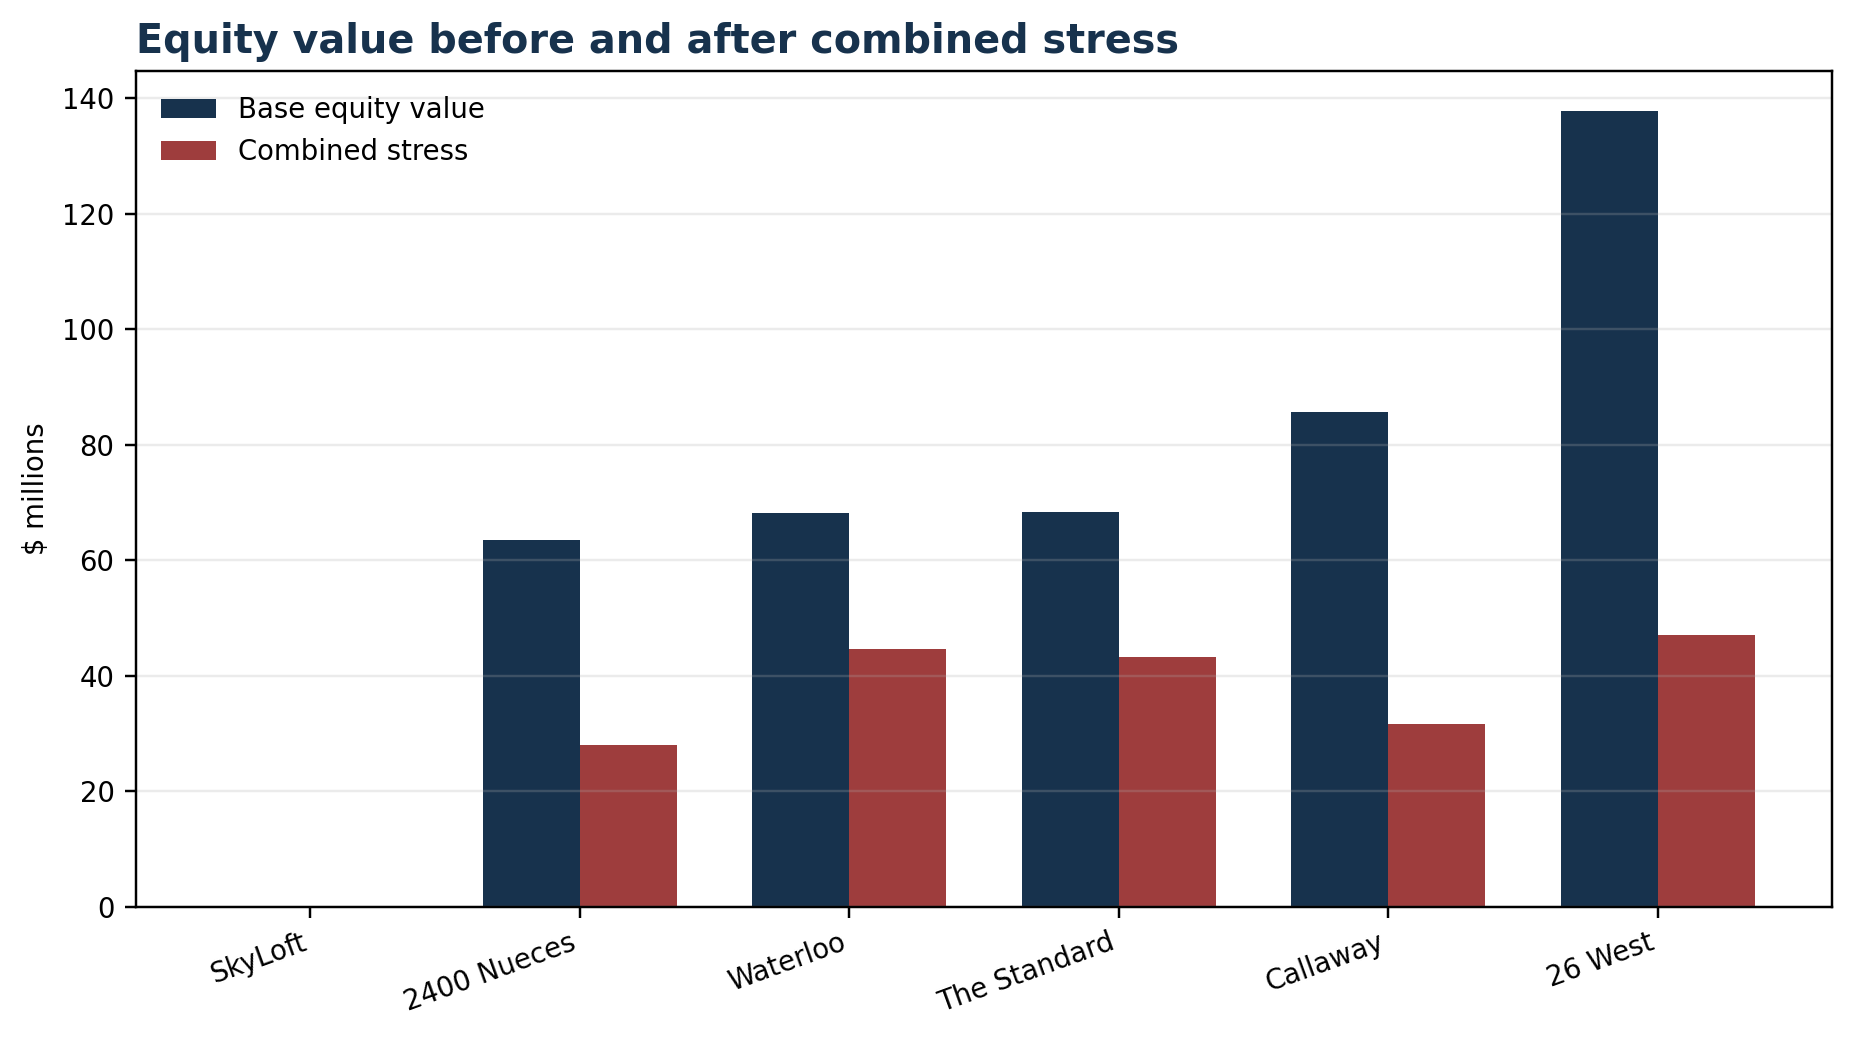 Equity value before and after combined stress
Base equity value
Combined stress
140
120
100
80
60
40
20
0
$ millions
SkyLoft
2400 Nueces
Waterloo
The Standard
Callaway
26 West